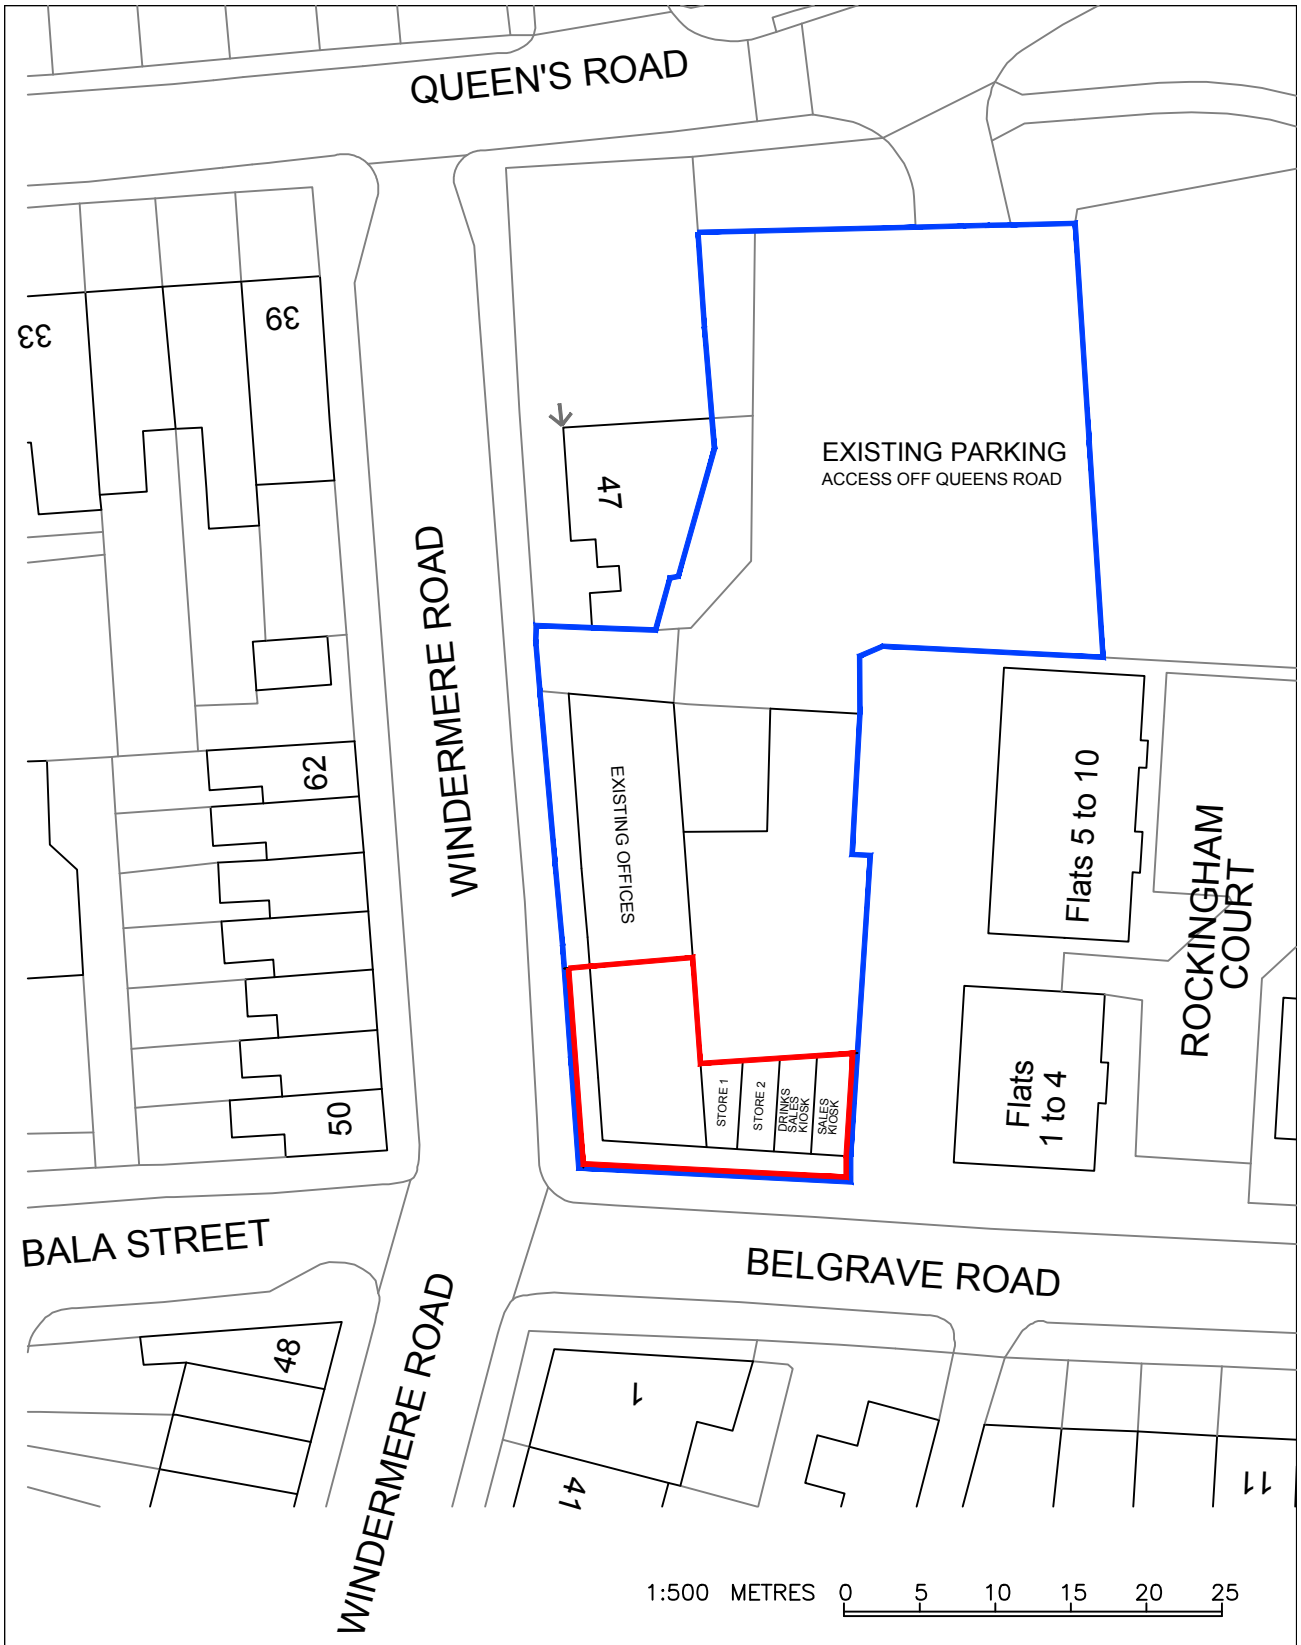 QUEEN'S ROAD
33
39
47
EXISTING PARKING
ACCESS OFF QUEENS ROAD
WINDERMERE ROAD
62
EXISTING OFFICES
Flats 5 to 10
ROCKINGHAM
COURT
50
STORE 1
STORE 2
DRINKS
SALES
KIOSK
SALES
KIOSK
Flats
1 to 4
BALA STREET
BELGRAVE ROAD
WINDERMERE ROAD
48
1
41
11
1:500 METRES 0 5 10 15 20 25